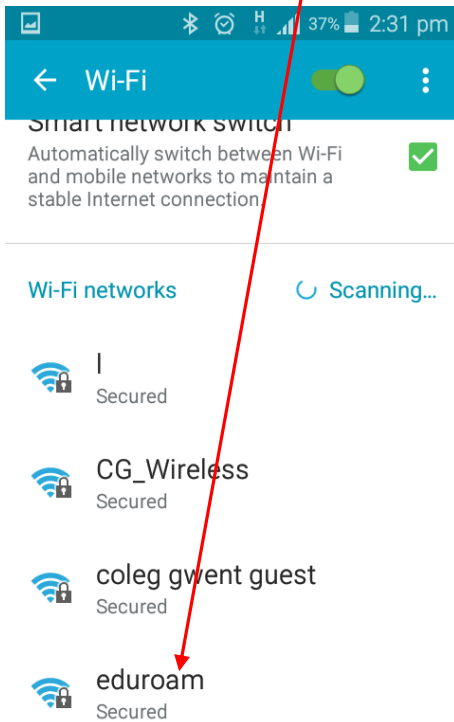 H 37% 2:31 pm
Wi-Fi
Smart network switch
Automatically switch between Wi-Fi
and mobile networks to maintain a
stable Internet connection.
Wi-Fi networks Scanning...
l
Secured
CG_Wireless
Secured
coleg gwent guest
Secured
eduroam
Secured